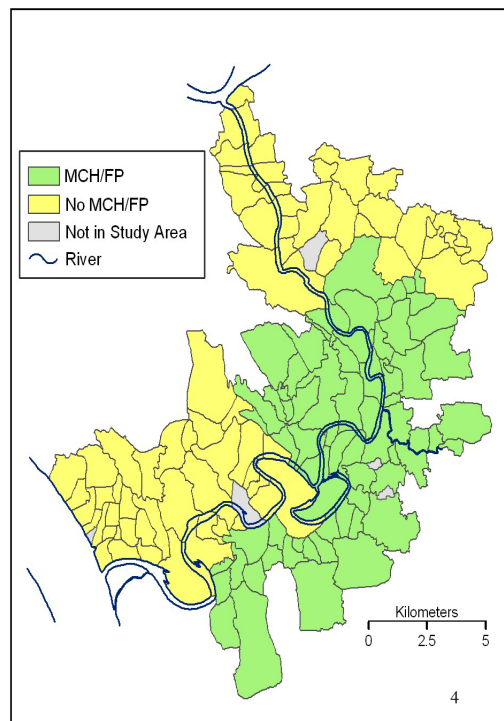 MCH/FP
No MCH/FP
Not in Study Area
River
Kilometers
0 2.5 5
4